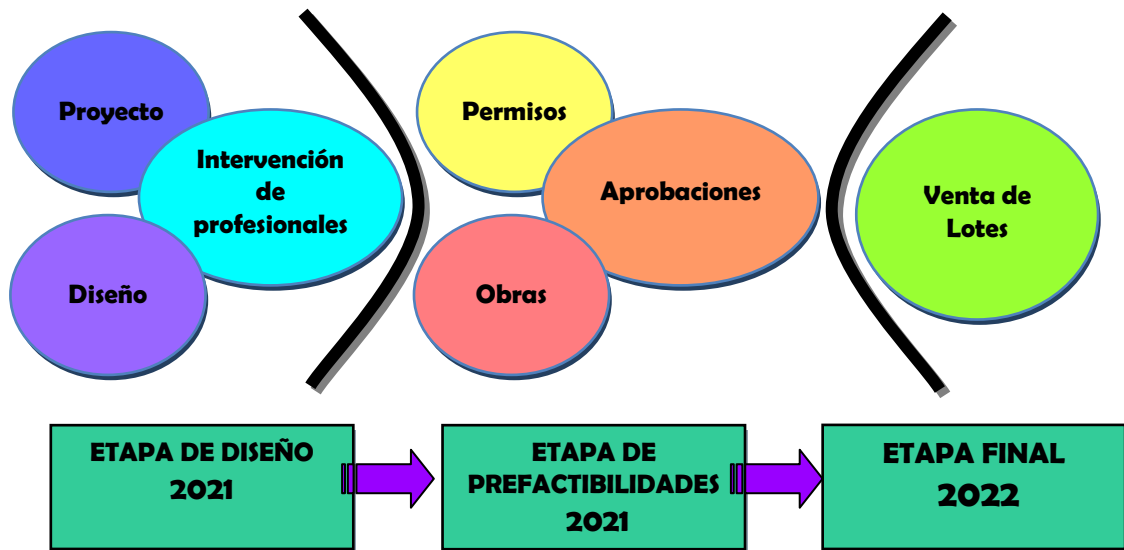 Proyecto
Intervención
de
profesionales
Diseño
Permisos
Aprobaciones
Obras
Venta de
Lotes
ETAPA DE DISEÑO
2021
ETAPA DE
PREFACTIBILIDADES
2021
ETAPA FINAL
2022